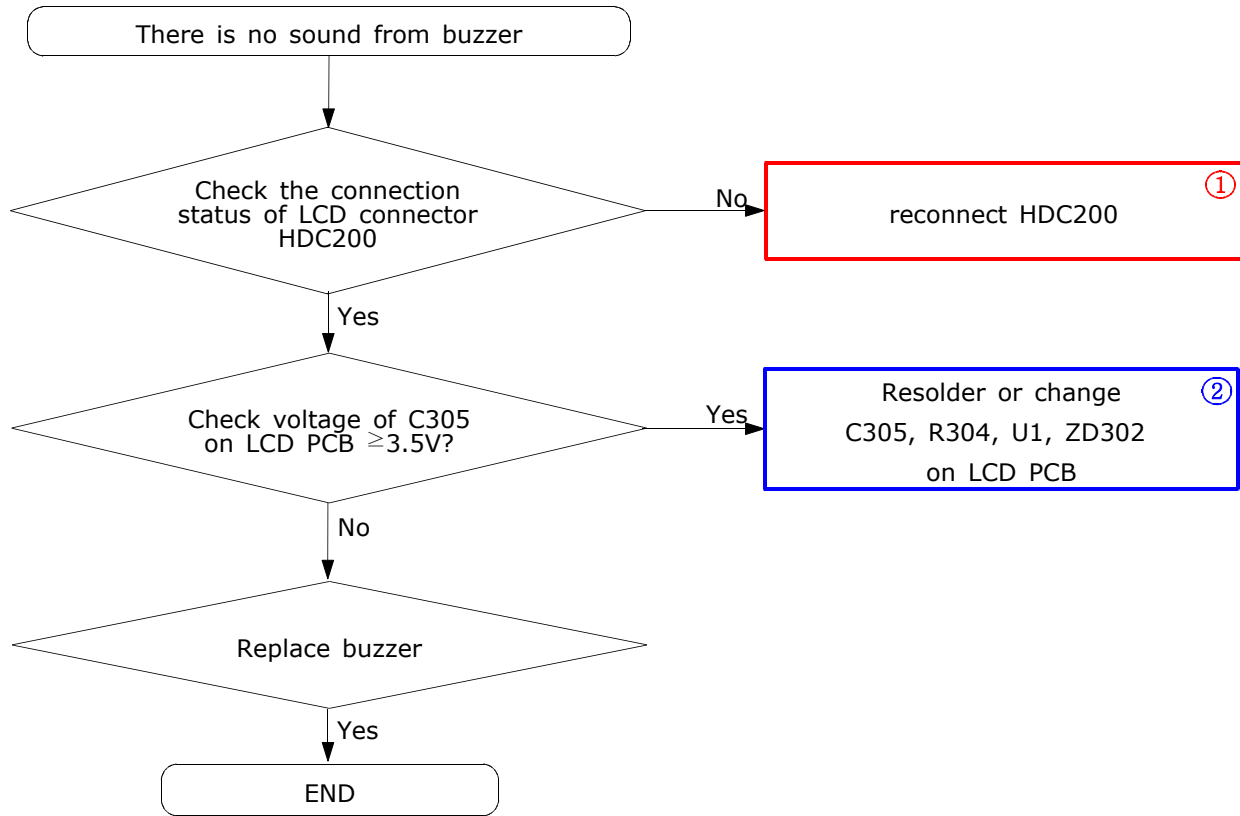 There is no sound from buzzer
Check the connection
status of LCD connector
HDC200
No
①
reconnect HDC200
Yes
Check voltage of C305
on LCD PCB ≥3.5V?
Yes
②
Resolder or change
C305, R304, U1, ZD302
on LCD PCB
No
Replace buzzer
Yes
END